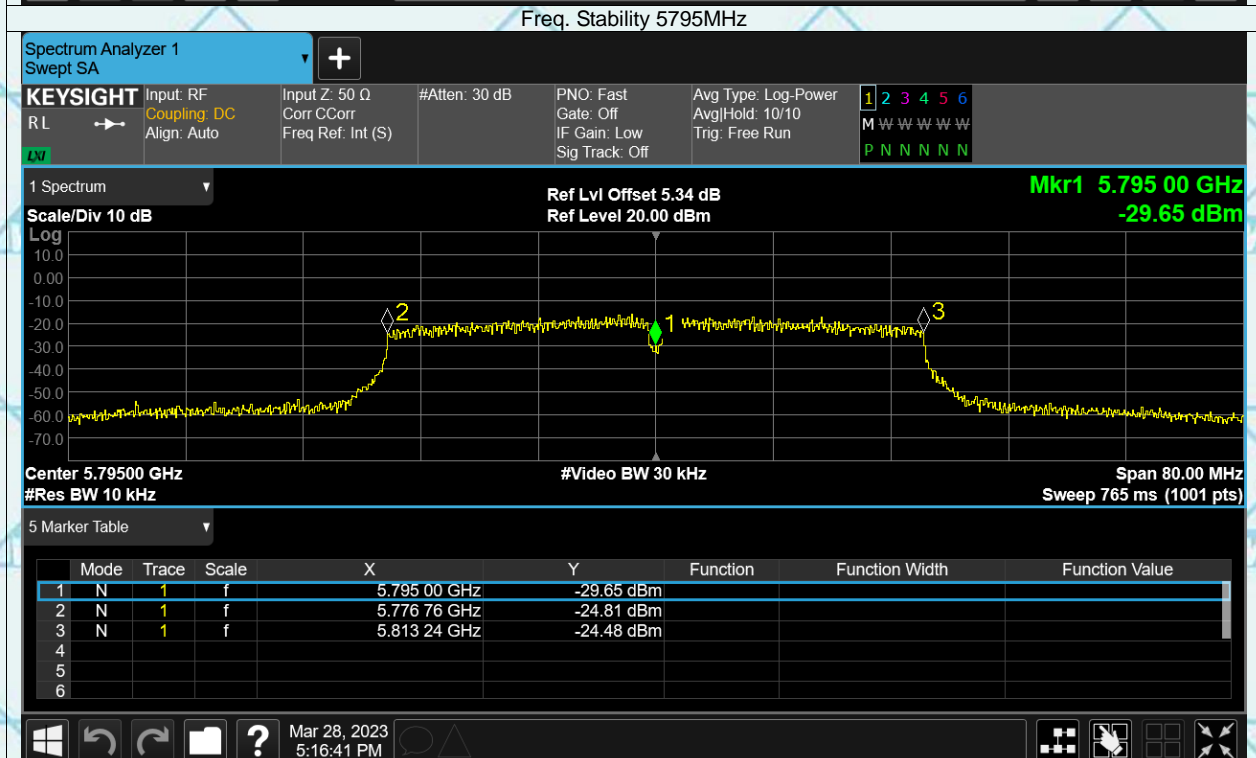 Freq. Stability 5795MHz
Spectrum Analyzer 1
Swept SA
+
KEYSIGHT
RL
LXI
Input: RF
Coupling: DC
Align: Auto
Input Z: 50 Ω
Corr CCorr
Freq Ref: Int (S)
#Atten: 30 dB
PNO: Fast
Gate: Off
IF Gain: Low
Sig Track: Off
Avg Type: Log-Power
Avg|Hold: 10/10
Trig: Free Run
1 2 3 4 5 6
M W W W W W
P N N N N N
1 Spectrum
Scale/Div 10 dB
Ref Lvl Offset 5.34 dB
Ref Level 20.00 dBm
Mkr1 5.795 00 GHz
-29.65 dBm
Log
10.0
0.00
-10.0
-20.0
-30.0
-40.0
-50.0
-60.0
-70.0
2
1
3
Center 5.79500 GHz
#Video BW 30 kHz
Span 80.00 MHz
#Res BW 10 kHz
Sweep 765 ms (1001 pts)
5 Marker Table
Mode Trace Scale X Y Function Function Width Function Value
1 N 1 f 5.795 00 GHz -29.65 dBm
2 N 1 f 5.776 76 GHz -24.81 dBm
3 N 1 f 5.813 24 GHz -24.48 dBm
4
5
6
?
Mar 28, 2023
5:16:41 PM